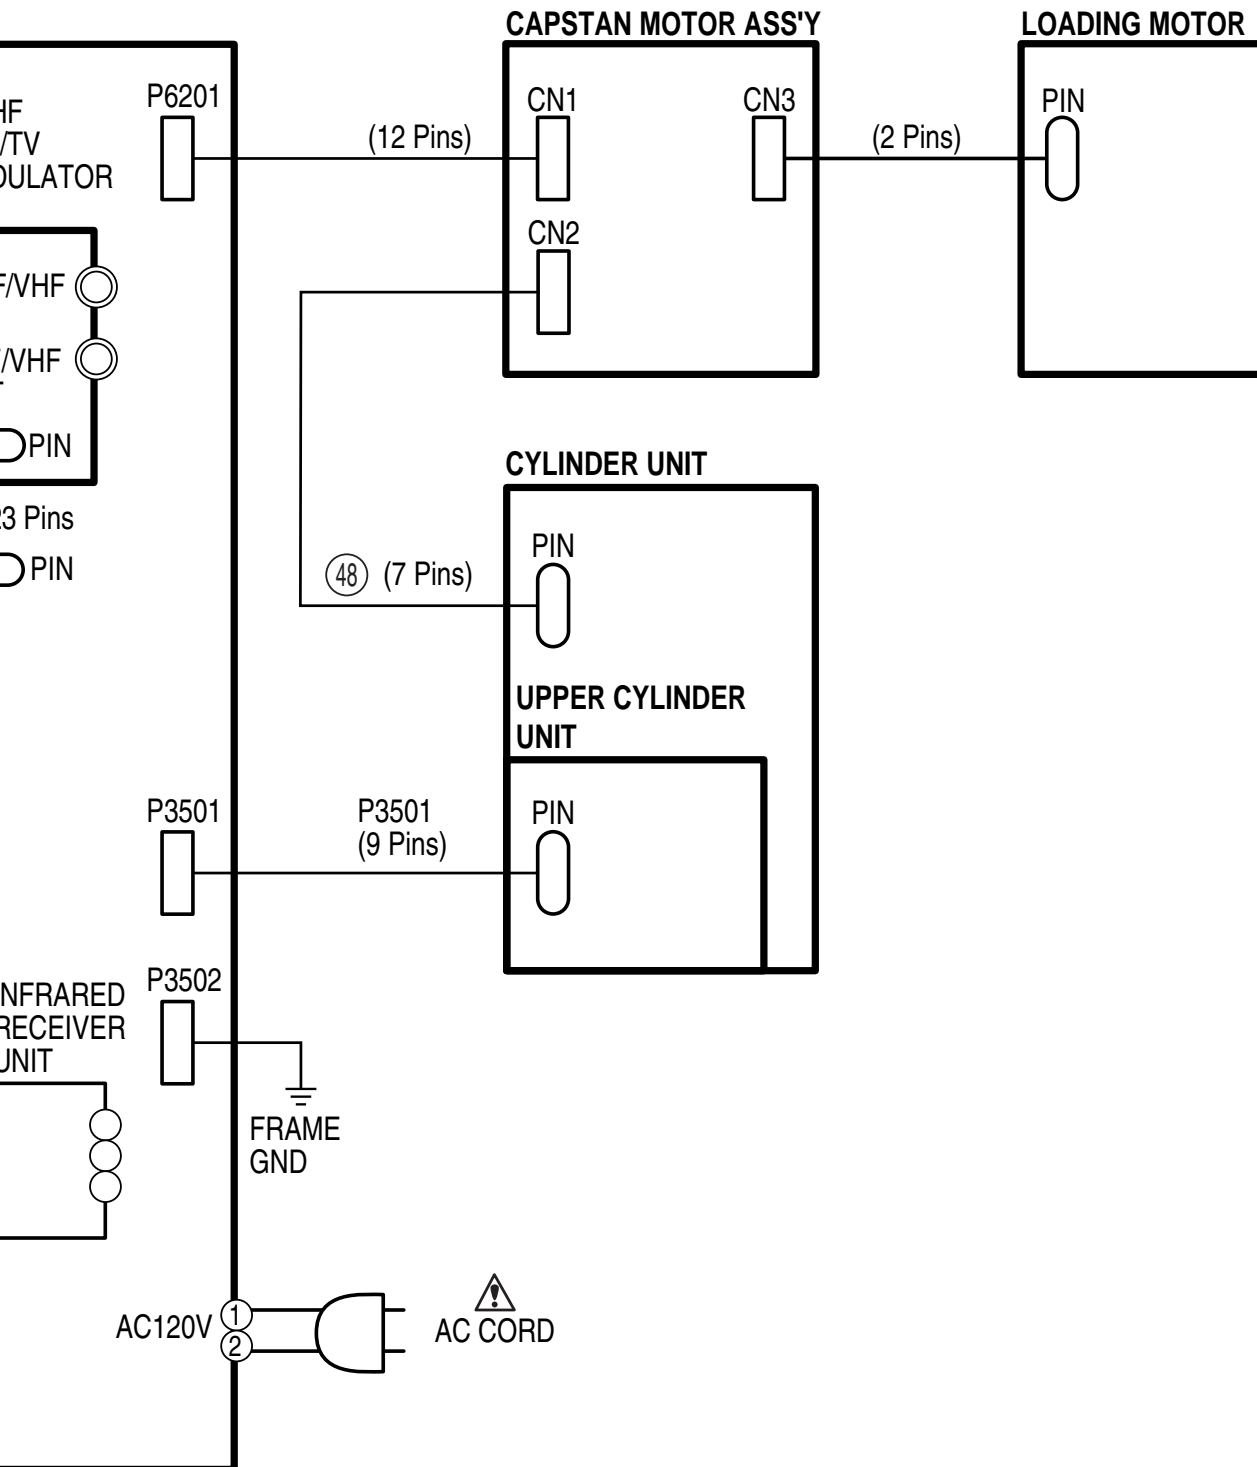 CAPSTAN MOTOR ASS'Y
LOADING MOTOR
P6201
CN1
CN3
PIN
(12 Pins)
(2 Pins)
HF
/TV
DULATOR
CN2
F/VHF
/VHF
PIN
CYLINDER UNIT
23 Pins
PIN
PIN
48 (7 Pins)
UPPER CYLINDER
UNIT
P3501
P3501
(9 Pins)
PIN
P3502
INFRARED
RECEIVER
UNIT
FRAME
GND
AC120V
1
2
AC CORD